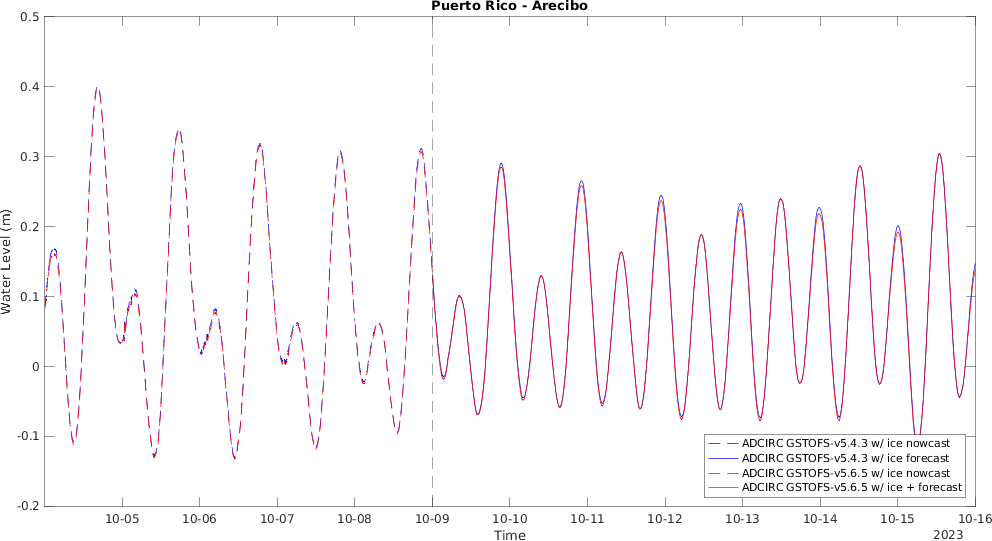 Puerto Rico - Arecibo
0.5
0.4
0.3
0.2
0.1
0
-0.1
-0.2
Water Level (m)
ADCIRC GSTOFS-v5.4.3 w/ ice nowcast
ADCIRC GSTOFS-v5.4.3 w/ ice forecast
ADCIRC GSTOFS-v5.6.5 w/ ice nowcast
ADCIRC GSTOFS-v5.6.5 w/ ice + forecast
10-05 10-06 10-07 10-08 10-09 10-10 10-11 10-12 10-13 10-14 10-15 10-16
Time
2023